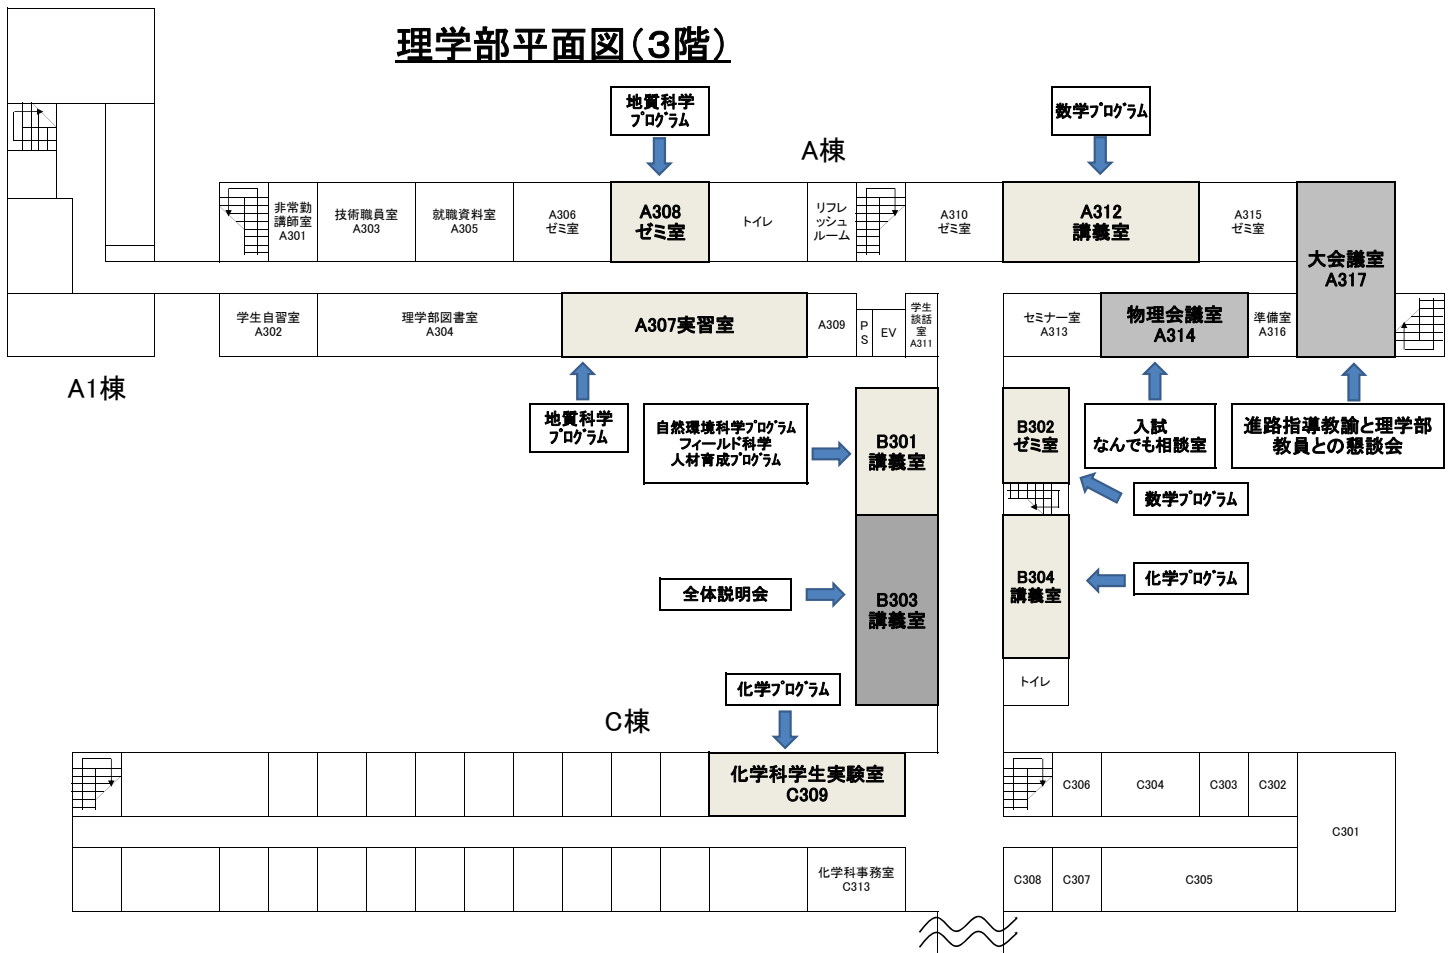 理学部平面図(３階)
地質科学
プログラム
数学プログラム
A棟
非常勤
講師室
A301
技術職員室
A303
就職資料室
A305
A306
ゼミ室
A308
ゼミ室
トイレ
リフレ
ッシュ
ルーム
A310
ゼミ室
A312
講義室
A315
ゼミ室
大会議室
A317
学生自習室
A302
理学部図書室
A304
A307実習室
A309
P
S
EV
学生
談話
室
A311
セミナー室
A313
物理会議室
A314
準備室
A316
A1棟
地質科学
プログラム
自然環境科学プログラム
フィールド科学
人材育成プログラム
B301
講義室
B302
ゼミ室
入試
なんでも相談室
進路指導教諭と理学部
教員との懇談会
数学プログラム
全体説明会
B303
講義室
B304
講義室
化学プログラム
トイレ
化学プログラム
C棟
化学科学生実験室
C309
C306
C304
C303
C302
C301
化学科事務室
C313
C308
C307
C305